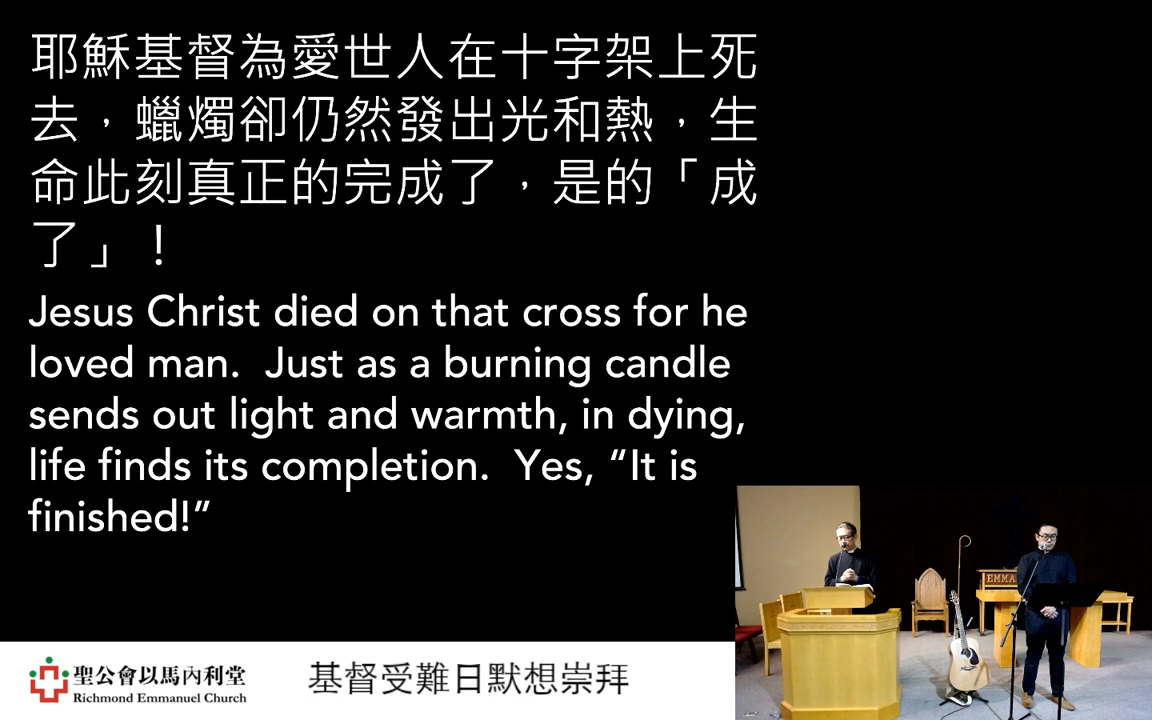 耶穌基督為愛世人在十字架上死
去，蠟燭卻仍然發出光和熱，生
命此刻真正的完成了，是的「成
了」！
Jesus Christ died on that cross for he
loved man.  Just as a burning candle
sends out light and warmth, in dying,
life finds its completion.  Yes, “It is
finished!”
EMMA
聖公會以馬內利堂
Richmond Emmanuel Church
基督受難日默想崇拜